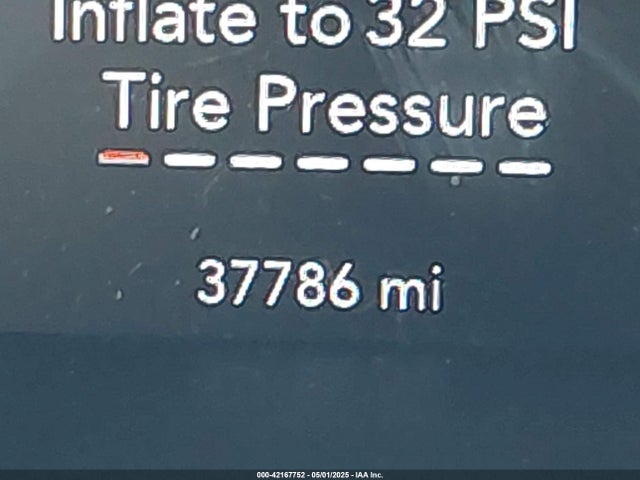 Inflate to 32 PSI
Tire Pressure
37786 mi
000-42167752 - 05/01/2025 - IAA Inc.